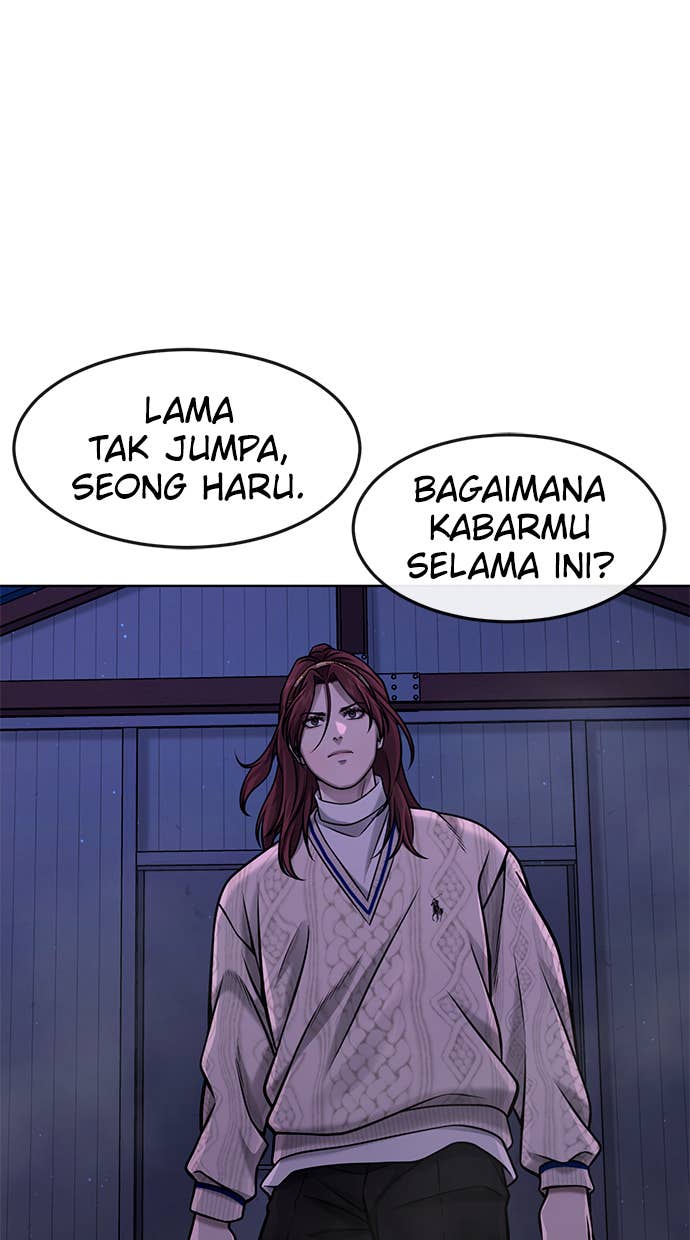 LAMA
TAK JUMPA,
SEONG HARU.
BAGAIMANA
KABARMU
SELAMA INI?